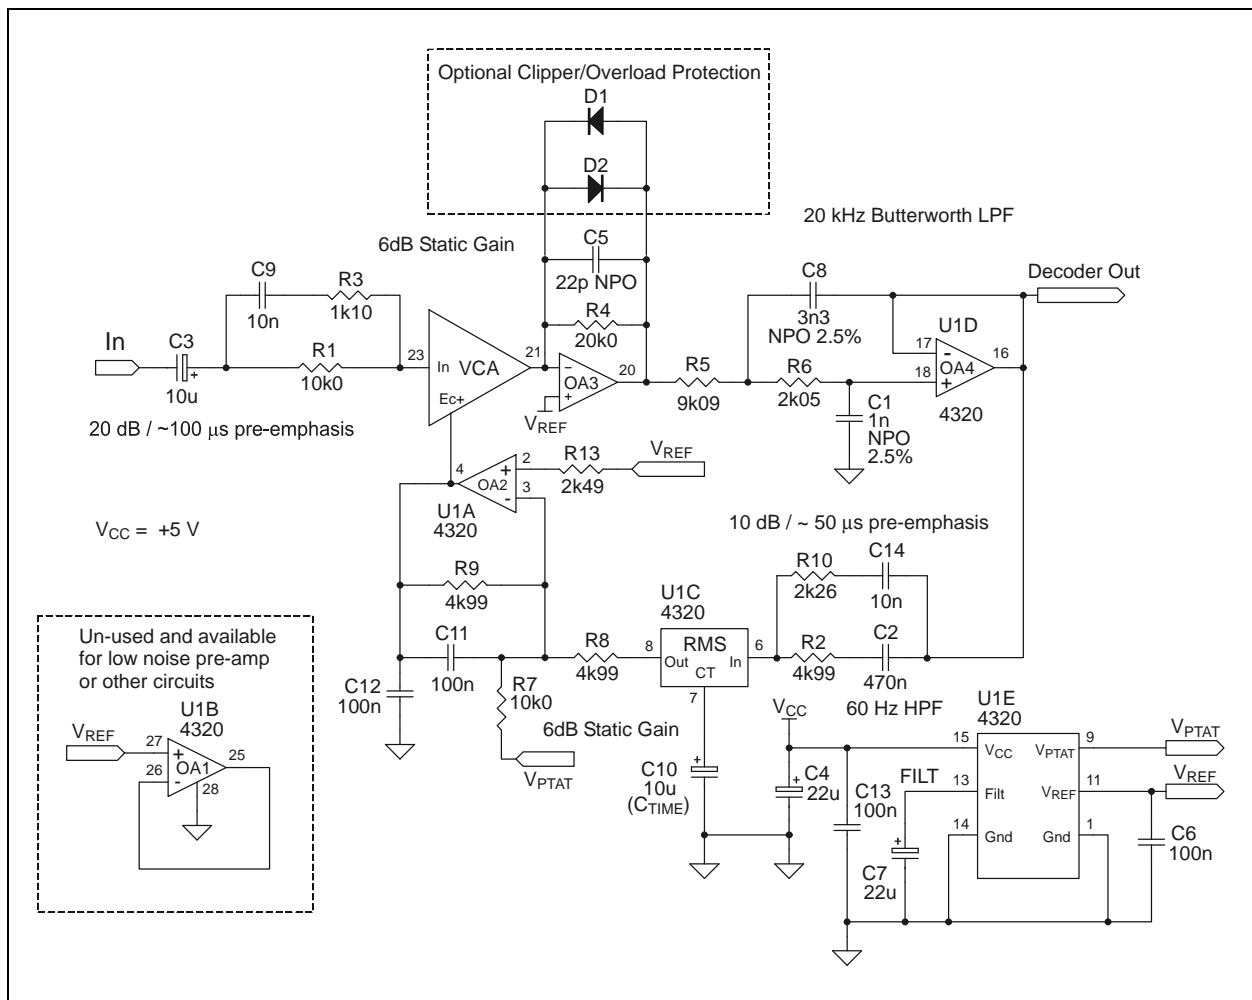 Optional Clipper/Overload Protection
D1
D2
20 kHz Butterworth LPF
6dB Static Gain
C5
22p NPO
C9
10n
R3
1k10
C8
3n3
NPO 2.5%
Decoder Out
In
C3
+
10u
R1
10k0
23
In
VCA
Ec+
21
R4
20k0
-
OA3
+
20
VREF
R5
9k09
R6
2k05
U1D
17
-
OA4
18
+
16
4320
C1
1n
NPO
2.5%
20 dB / ~100 µs pre-emphasis
4
OA2
+
-
2
3
R13
2k49
VREF
U1A
4320
VCC = +5 V
10 dB / ~ 50 µs pre-emphasis
R10
2k26
C14
10n
R9
4k99
C11
100n
C12
100n
R7
10k0
R8
4k99
U1C
4320
8
RMS
Out
In
CT
6
7
R2
4k99
C2
470n
6dB Static Gain
60 Hz HPF
VPTAT
Un-used and available
for low noise pre-amp
or other circuits
U1B
4320
VREF
27
+
26
-
OA1
25
28
+
C10
10u
(CTIME)
VCC
+
C4
22u
C13
100n
FILT
+
C7
22u
U1E
4320
15
VCC
VPTAT
9
VPTAT
13
Filt
VREF
11
VREF
14
Gnd
Gnd
1
C6
100n